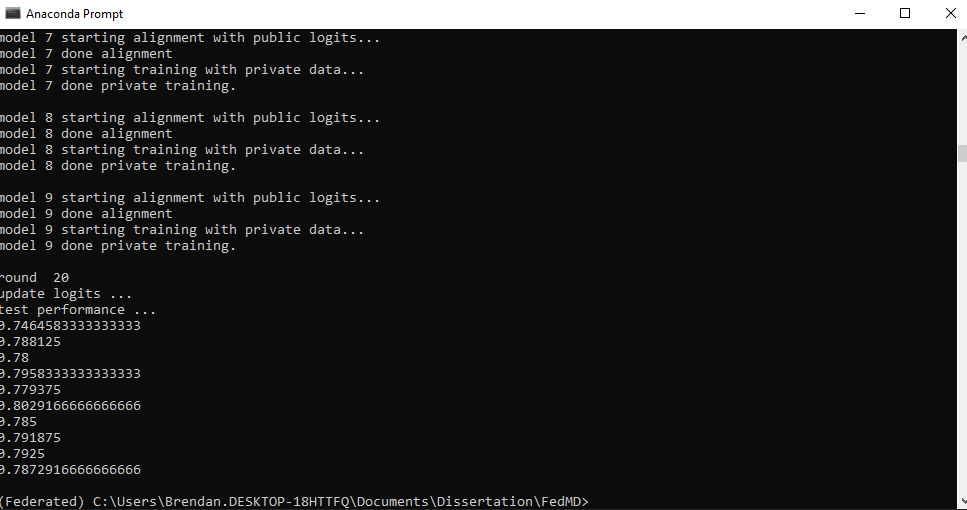 Anaconda Prompt
model 7 starting alignment with public logits...
model 7 done alignment
model 7 starting training with private data...
model 7 done private training.
model 8 starting alignment with public logits...
model 8 done alignment
model 8 starting training with private data...
model 8 done private training.
model 9 starting alignment with public logits...
model 9 done alignment
model 9 starting training with private data...
model 9 done private training.
round  20
update logits ...
test performance ...
0.7464583333333333
0.788125
0.78
0.7958333333333333
0.779375
0.8029166666666666
0.785
0.791875
0.7925
0.7872916666666666
(Federated) C:\Users\Brendan.DESKTOP-18HTTFQ\Documents\Dissertation\FedMD>